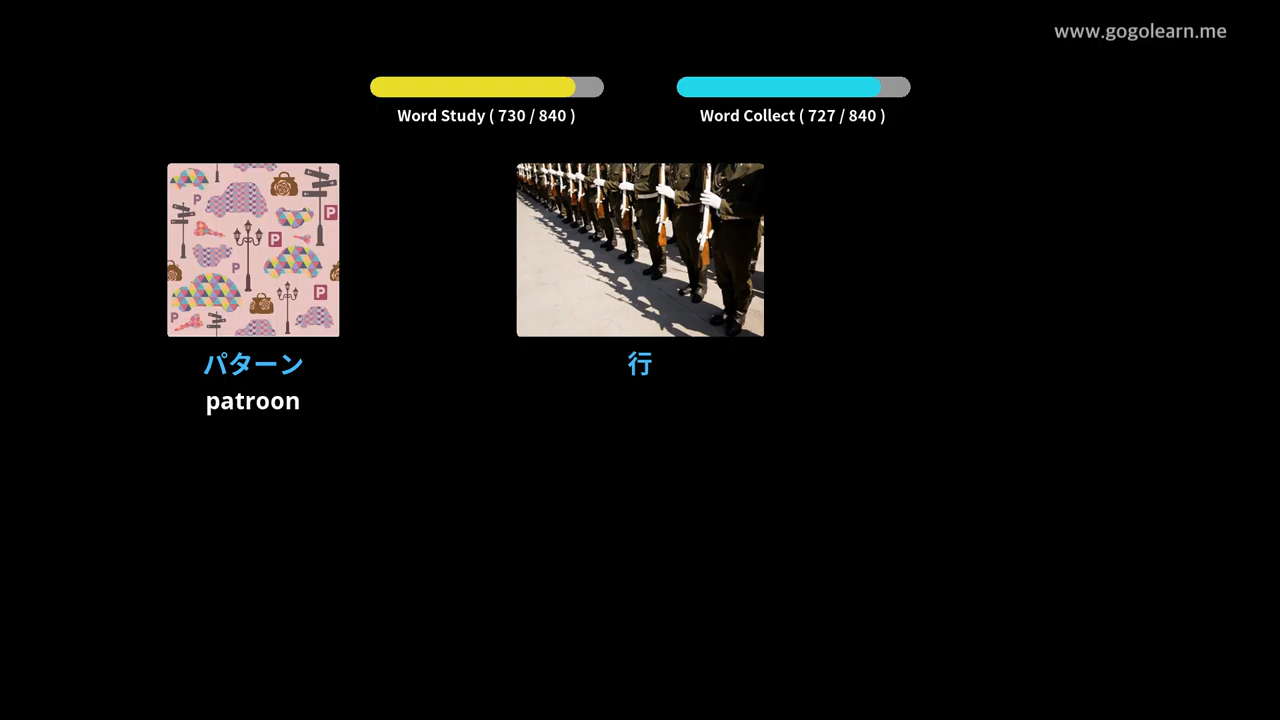 www.gogolearn.me
Word Study ( 730 / 840 )
Word Collect ( 727 / 840 )
パターン
patroon
行